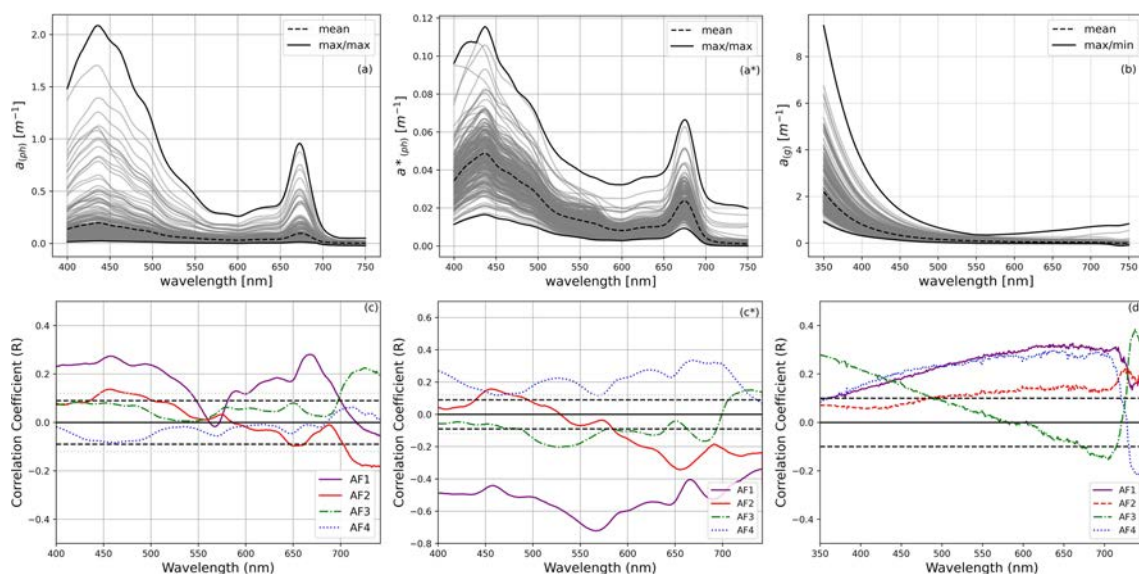 mean
max/max
(a)
2.0
1.5
1.0
0.5
0.0
a(ph) [m⁻¹]
400 450 500 550 600 650 700 750
wavelength [nm]
mean
max/max
(a*)
0.12
0.10
0.08
0.06
0.04
0.02
0.00
a*(ph) [m⁻¹]
400 450 500 550 600 650 700 750
wavelength [nm]
mean
max/min
(b)
8
6
4
2
0
a(g) [m⁻¹]
350 400 450 500 550 600 650 700 750
wavelength [nm]
(c)
0.4
0.2
0.0
−0.2
−0.4
Correlation Coefficient (R)
AF1
AF2
AF3
AF4
400 450 500 550 600 650 700
Wavelength (nm)
(c*)
0.4
0.2
0.0
−0.2
−0.4
−0.6
−0.8
Correlation Coefficient (R)
AF1
AF2
AF3
AF4
400 450 500 550 600 650 700
Wavelength (nm)
(d
0.4
0.2
0.0
−0.2
−0.4
Correlation Coefficient (R)
AF1
AF2
AF3
AF4
350 400 450 500 550 600 650 700
Wavelength (nm)